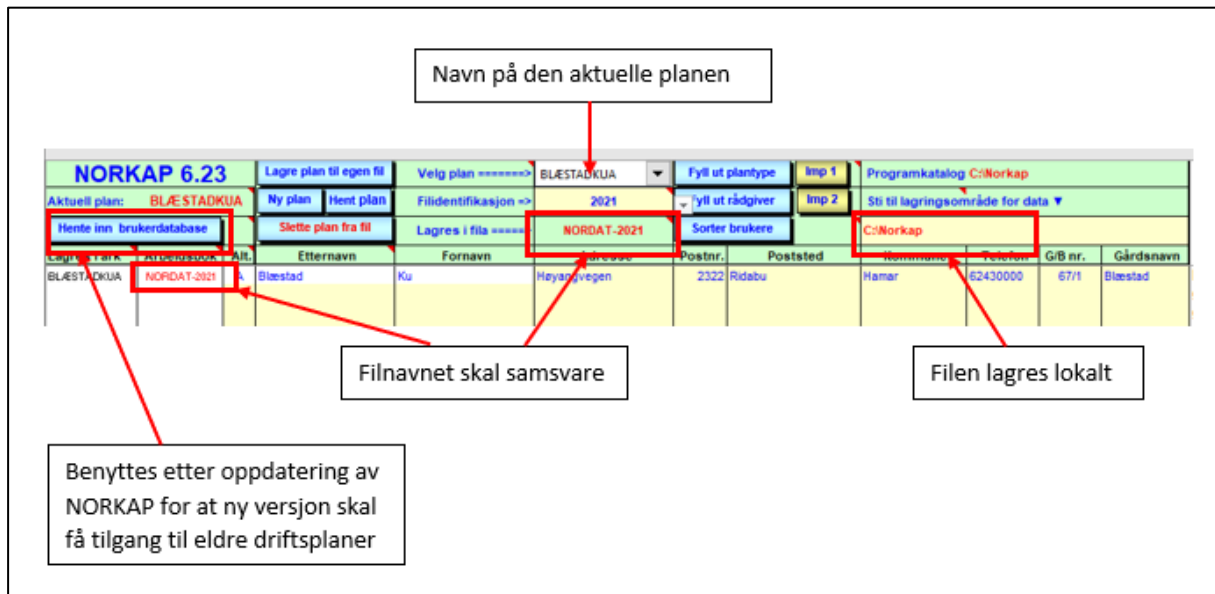 Navn på den aktuelle planen
NORKAP 6.23
Lagre plan til egen fil
Velg plan =======>
BLÆSTADKUA
Fyll ut plantype
Imp 1
Programkatalog C:\Norkap
Aktuell plan: BLÆSTADKUA
Ny plan
Hent plan
Filidentifikasjon =>
2021
Fyll ut rådgiver
Imp 2
Sti til lagringsområde for data ▼
Hente inn brukerdatabase
Slette plan fra fil
Lagres i fila =====
NORDAT-2021
Sorter brukere
C:\Norkap
Lagres i ark
Arbeidsbok
Alt.
Etternavn
Fornavn
Adresse
Postnr.
Poststed
Kommune
Telefon
G/B nr.
Gårdsnavn
BLÆSTADKUA
NORDAT-2021
A
Blæstad
Ku
Høyangvegen
2322
Ridabu
Hamar
62430000
67/1
Blæstad
Filnavnet skal samsvare
Filen lagres lokalt
Benyttes etter oppdatering av
NORKAP for at ny versjon skal
få tilgang til eldre driftsplaner